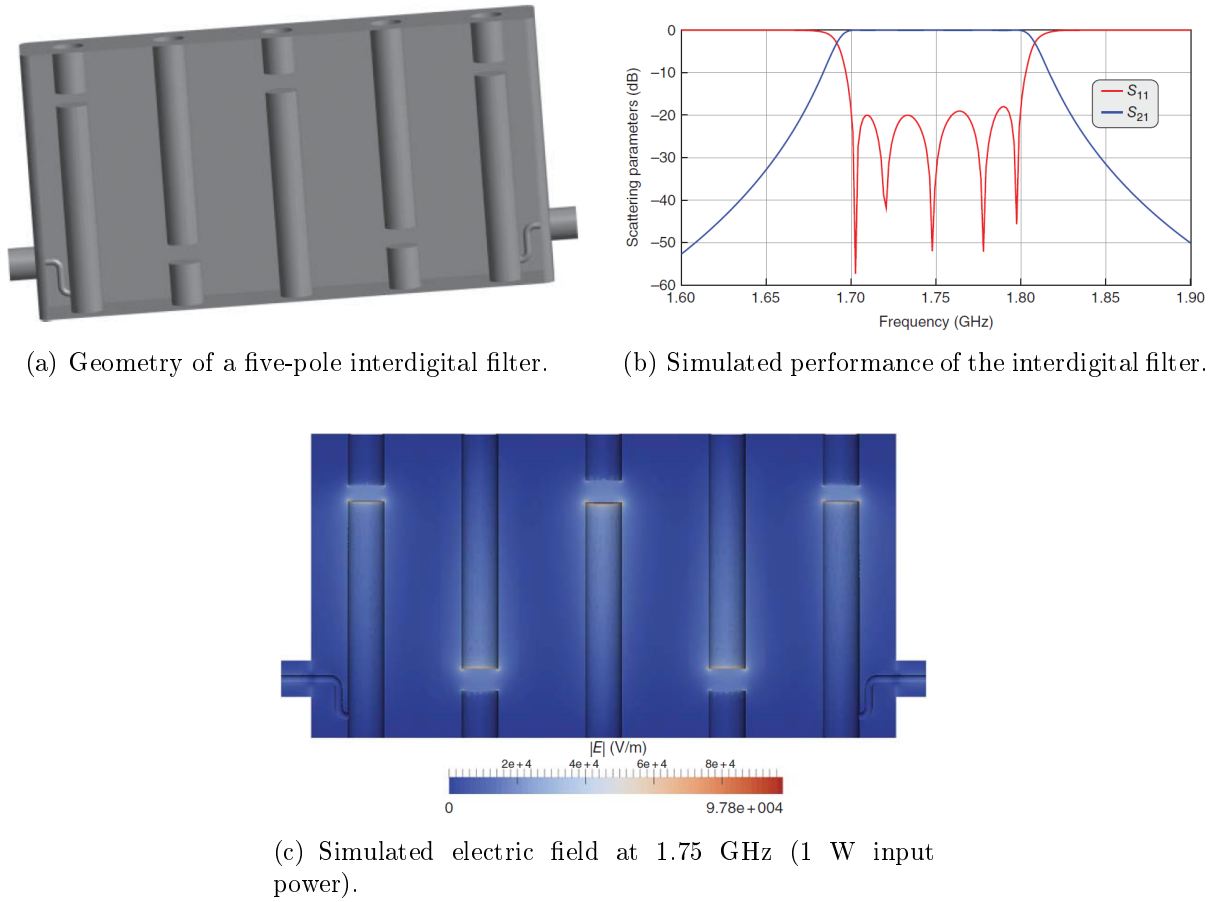 0
−10
−20
−30
−40
−50
−60
Scattering parameters (dB)
S11
S21
1.60 1.65 1.70 1.75 1.80 1.85 1.90
Frequency (GHz)
(a) Geometry of a five-pole interdigital filter.
(b) Simulated performance of the interdigital filter.
|E| (V/m)
2e+4 4e+4 6e+4 8e+4
0 9.78e+004
(c) Simulated electric field at 1.75 GHz (1 W input
power).